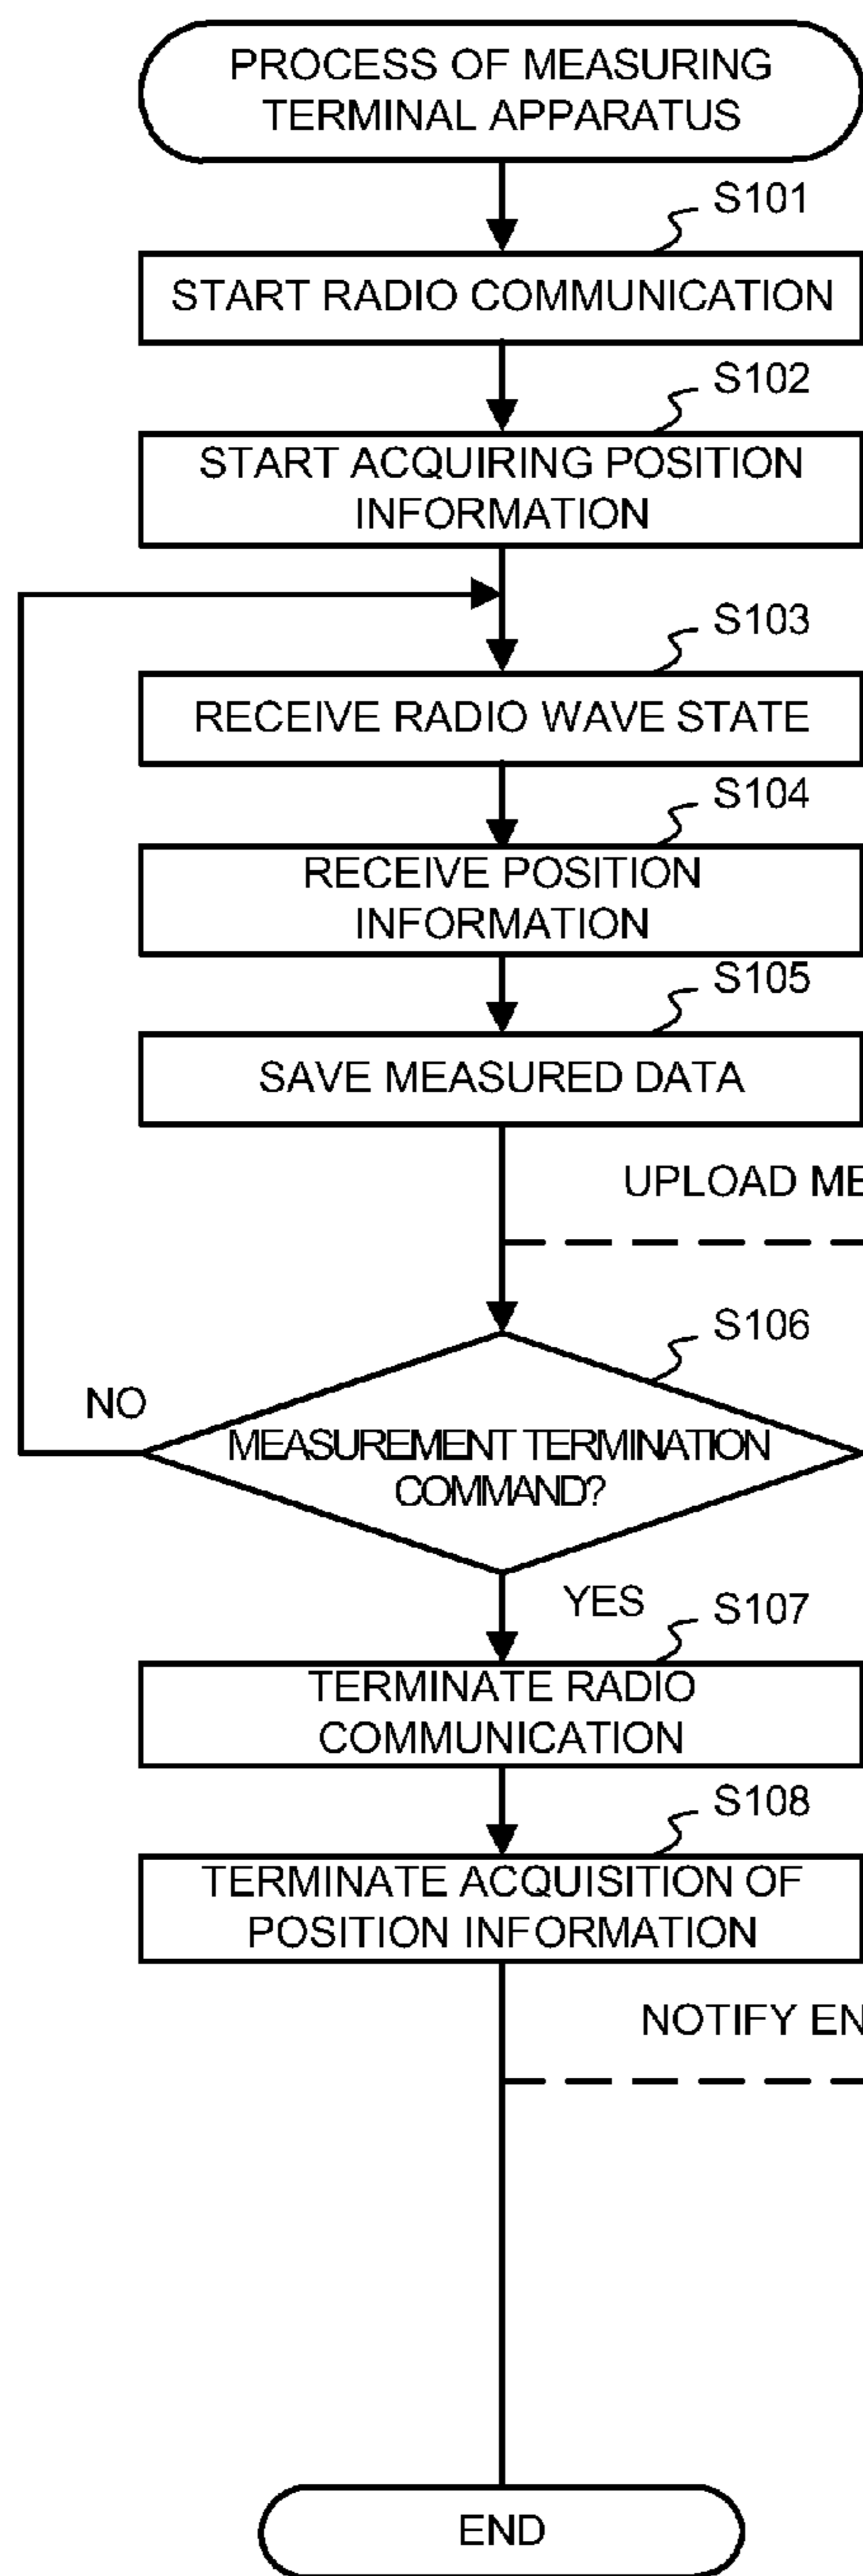 PROCESS OF MEASURING
TERMINAL APPARATUS
S101
START RADIO COMMUNICATION
S102
START ACQUIRING POSITION
INFORMATION
S103
RECEIVE RADIO WAVE STATE
S104
RECEIVE POSITION
INFORMATION
S105
SAVE MEASURED DATA
UPLOAD
S106
NO
MEASUREMENT TERMINATION
COMMAND?
YES
S107
TERMINATE RADIO
COMMUNICATION
S108
TERMINATE ACQUISITION OF
POSITION INFORMATION
NOTIFY
END